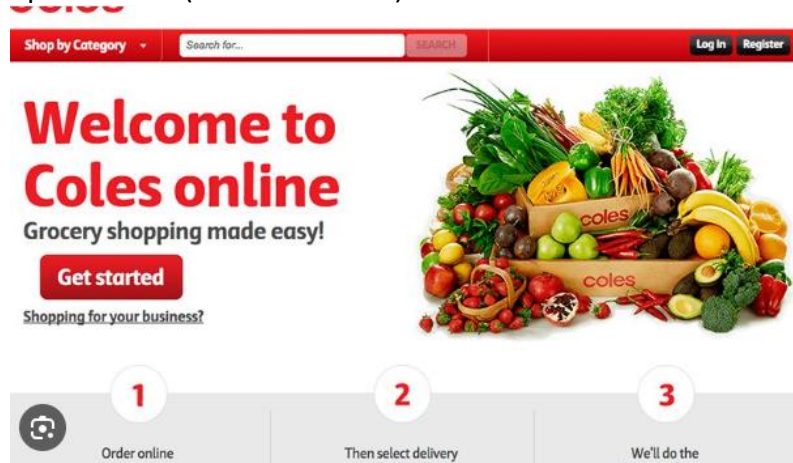 coles
Shop by Category
Search for...
SEARCH
Log In
Register
Welcome to
Coles online
Grocery shopping made easy!
Get started
Shopping for your business?
coles
coles
1
2
3
Order online
Then select delivery
We'll do the